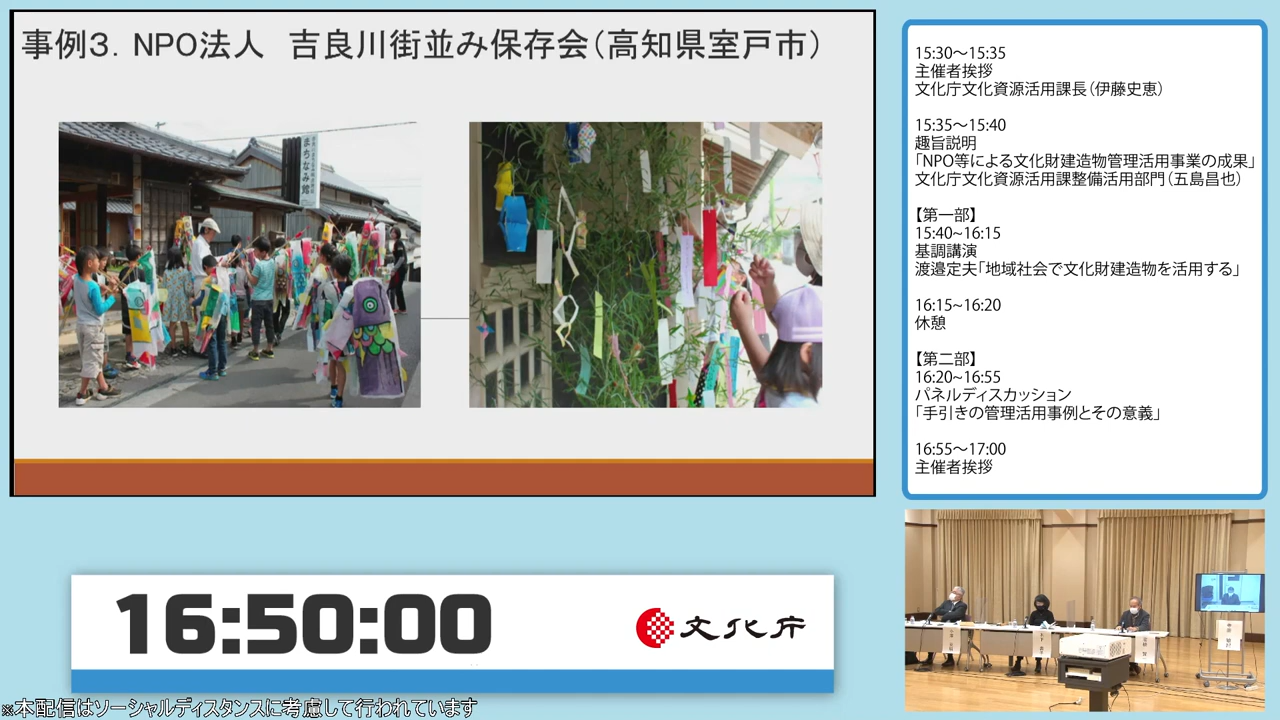 事例３．NPO法人　吉良川街並み保存会（高知県室戸市）
まちなみ館
15:30～15:35
主催者挨拶
文化庁文化資源活用課長（伊藤史恵）
15:35～15:40
趣旨説明
「NPO等による文化財建造物管理活用事業の成果」
文化庁文化資源活用課整備活用部門（五島昌也）
【第一部】
15:40~16:15
基調講演
渡邉定夫「地域社会で文化財建造物を活用する」
16:15~16:20
休憩
【第二部】
16:20~16:55
パネルディスカッション
「手引きの管理活用事例とその意義」
16:55～17:00
主催者挨拶
16:50:00
文化庁
※本配信はソーシャルディスタンスに考慮して行われています